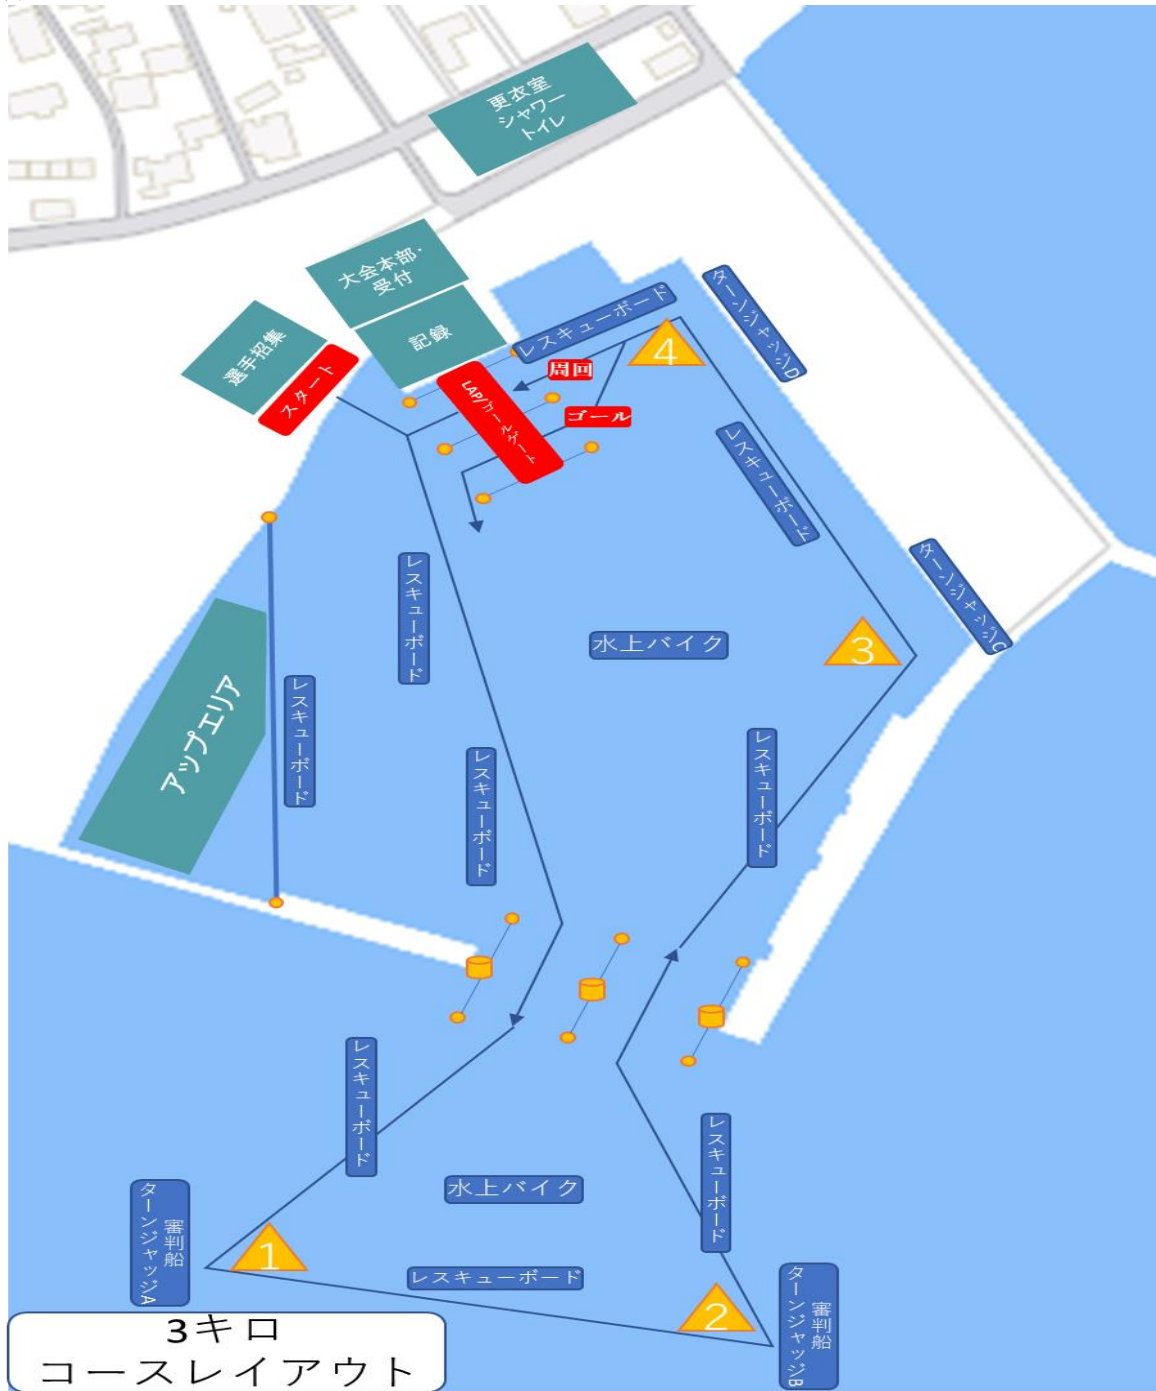 更衣室
シャワー
トイレ
大会本部・
受付
記録
選手招集
スタート
レスキューボード
ターンジャッジD
4
周回
ゴール
LAP/ゴールゲート
レスキューボード
ターンジャッジC
レスキューボード
水上バイク
3
アップエリア
レスキューボード
レスキューボード
レスキューボード
レスキューボード
水上バイク
レスキューボード
審判船
ターンジャッジA
1
レスキューボード
2
審判船
ターンジャッジB
3キロ
コースレイアウト